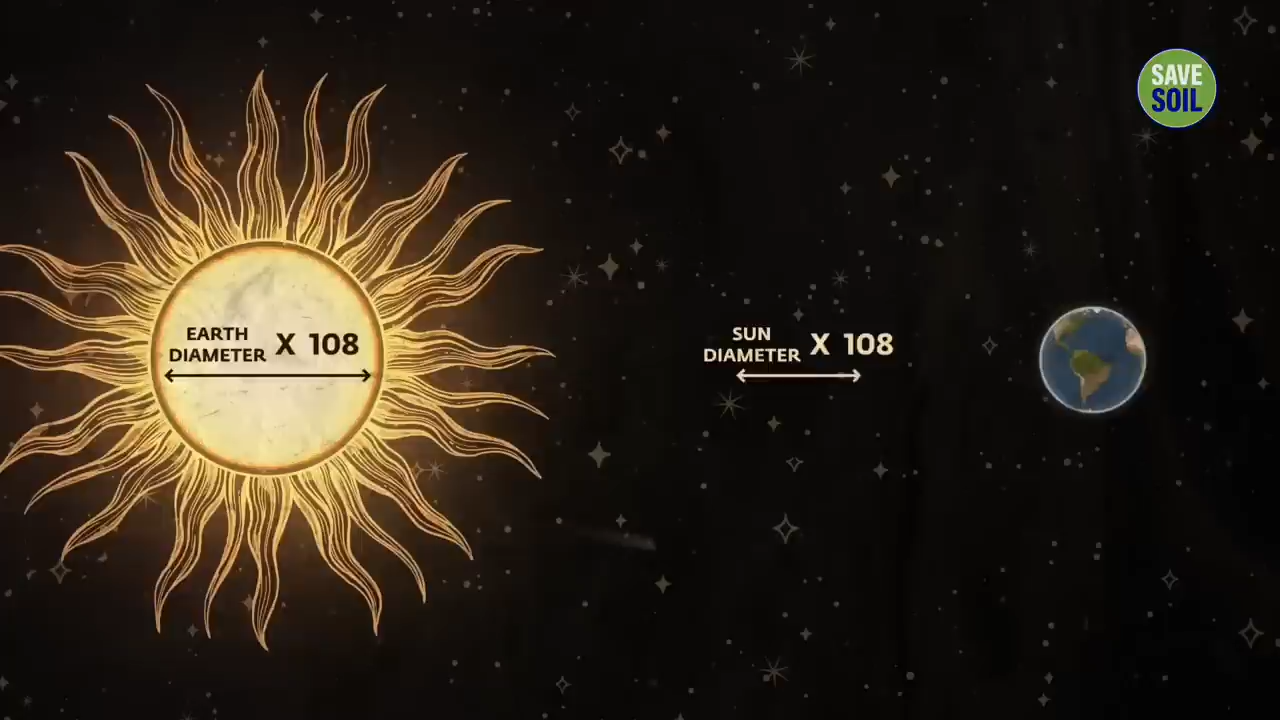 SAVE
SOIL
EARTH
DIAMETER X 108
SUN
DIAMETER X 108